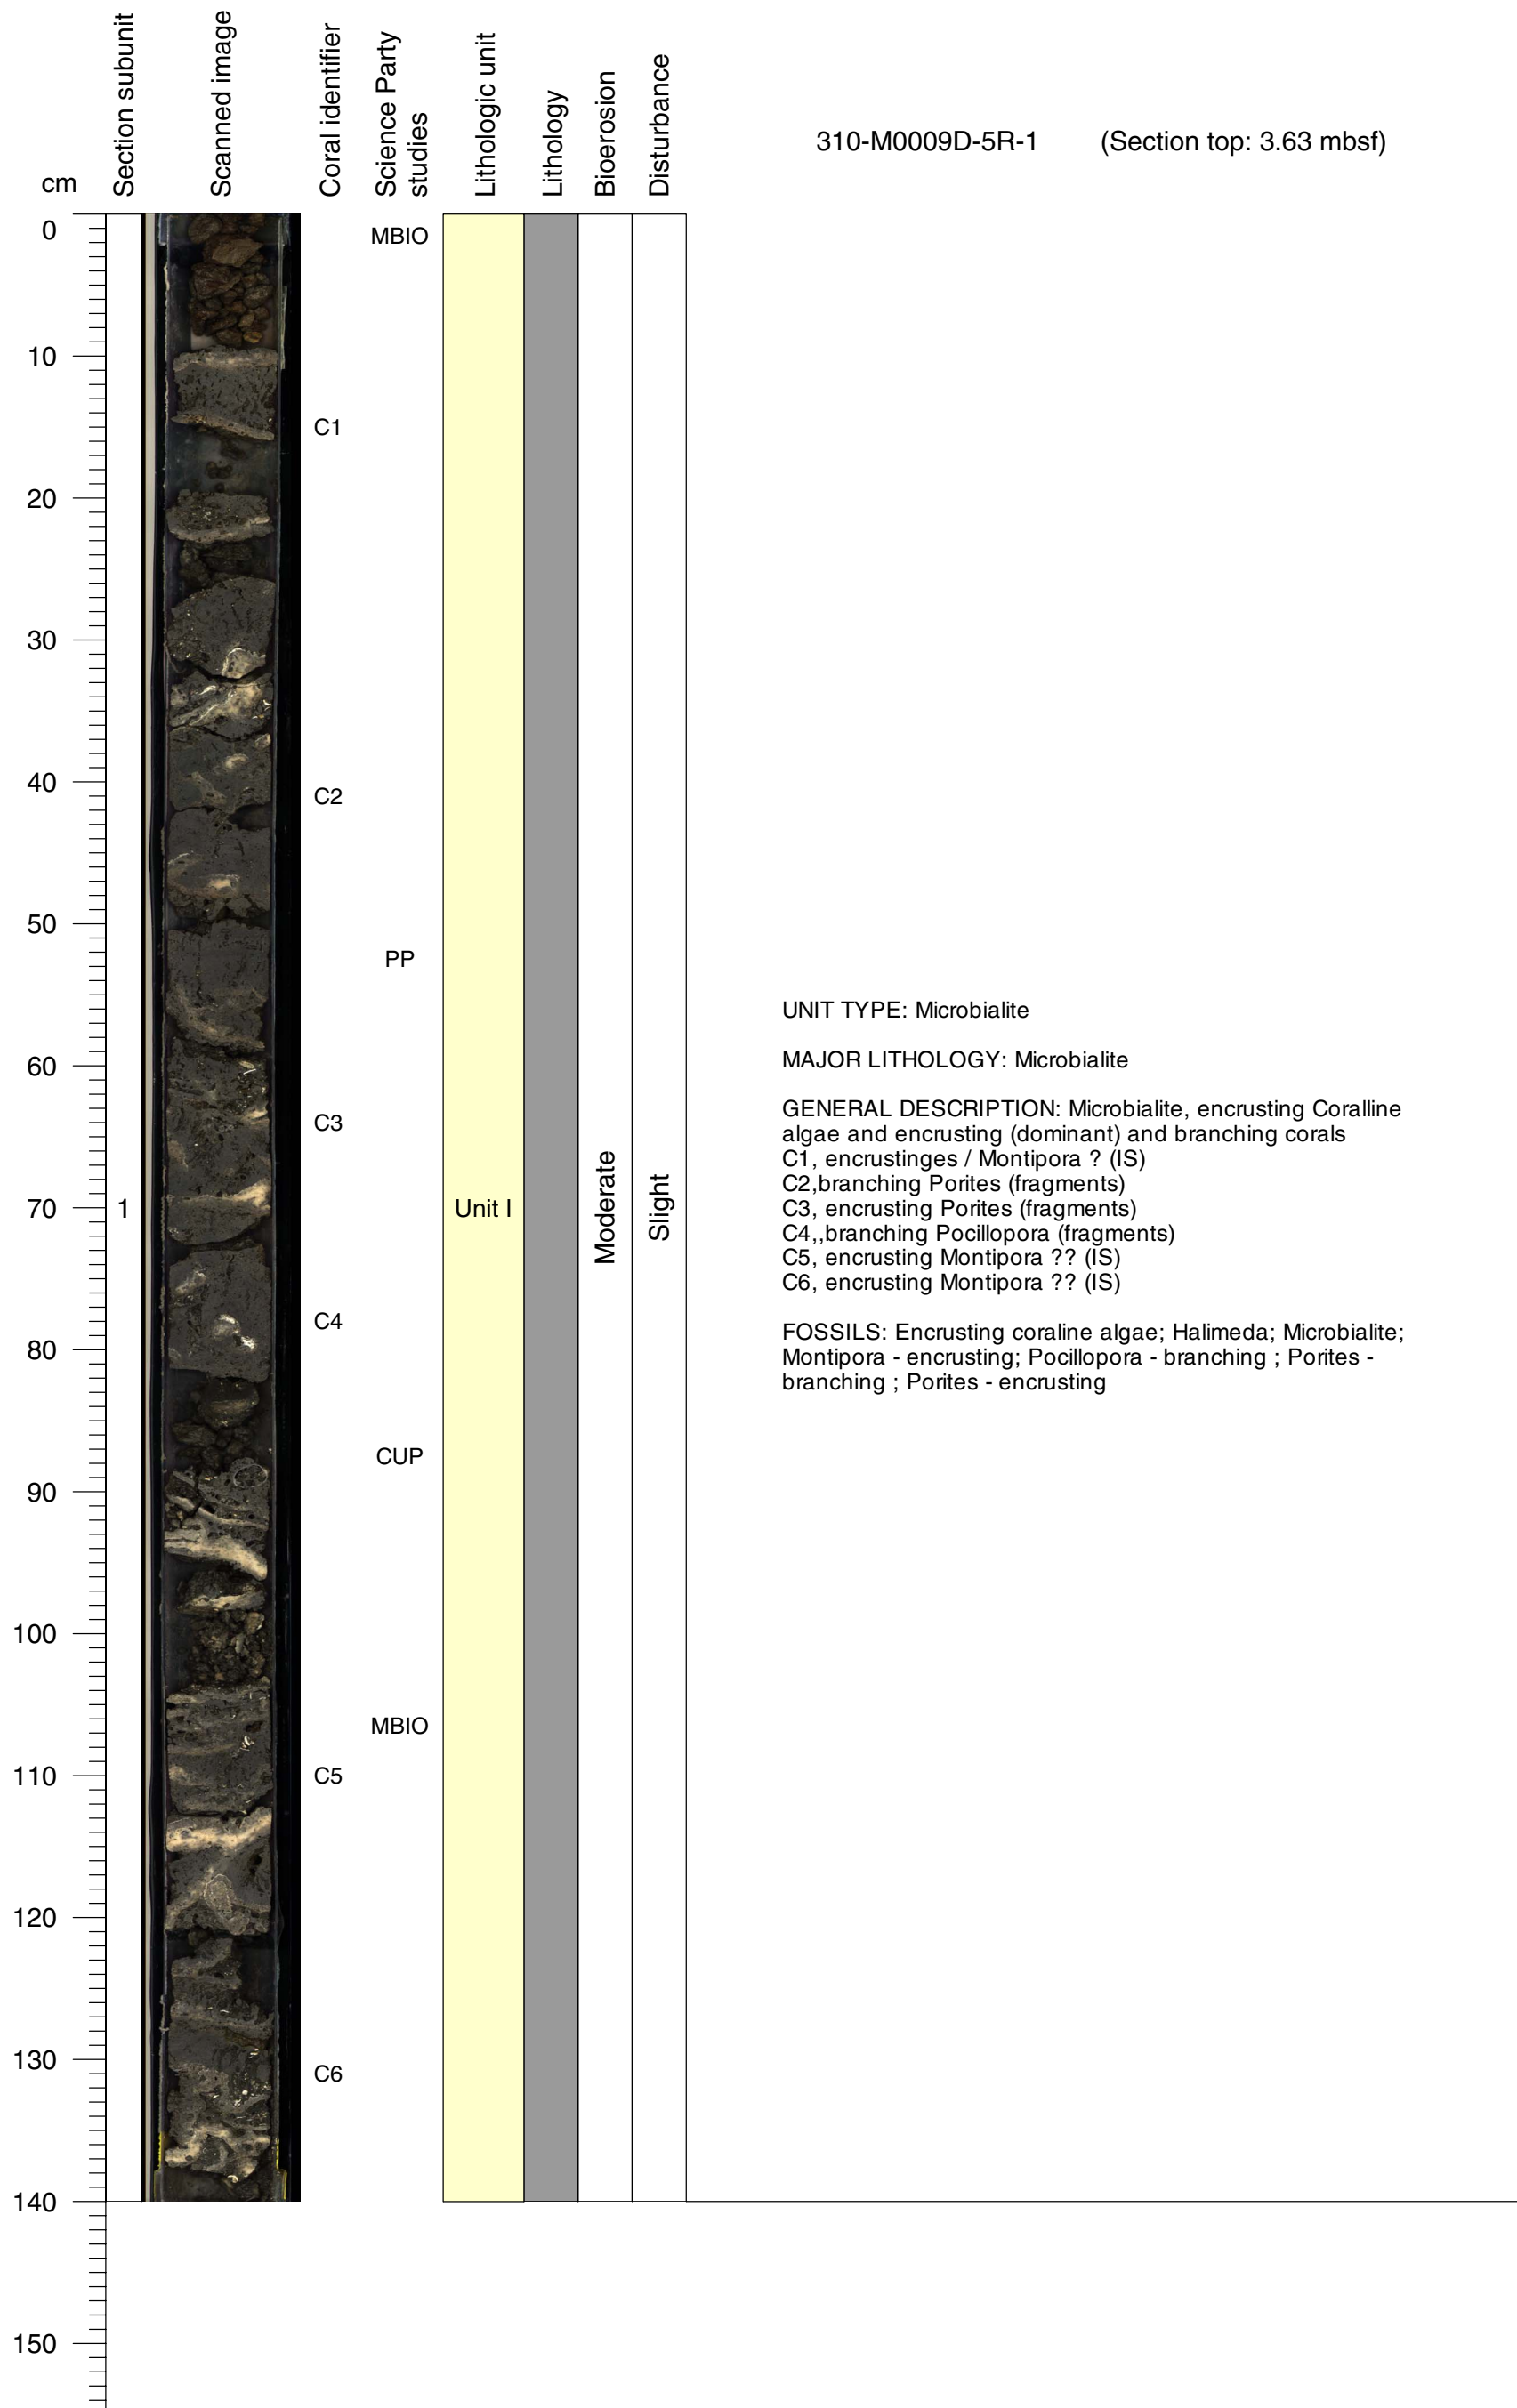 cm
Section subunit
Scanned image
Coral identifier
Science Party
studies
Lithologic unit
Lithology
Bioerosion
Disturbance
310-M0009D-5R-1 (Section top: 3.63 mbsf)
0
MBIO
10
C1
20
30
40
C2
50
PP
60
C3
70
1
Unit I
Moderate
Slight
C4
80
CUP
90
100
MBIO
110
C5
120
130
C6
140
150
UNIT TYPE: Microbialite
MAJOR LITHOLOGY: Microbialite
GENERAL DESCRIPTION: Microbialite, encrusting Coralline
algae and encrusting (dominant) and branching corals
C1, encrustinges / Montipora ? (IS)
C2,branching Porites (fragments)
C3, encrusting Porites (fragments)
C4,,branching Pocillopora (fragments)
C5, encrusting Montipora ?? (IS)
C6, encrusting Montipora ?? (IS)
FOSSILS: Encrusting coraline algae; Halimeda; Microbialite;
Montipora - encrusting; Pocillopora - branching ; Porites -
branching ; Porites - encrusting